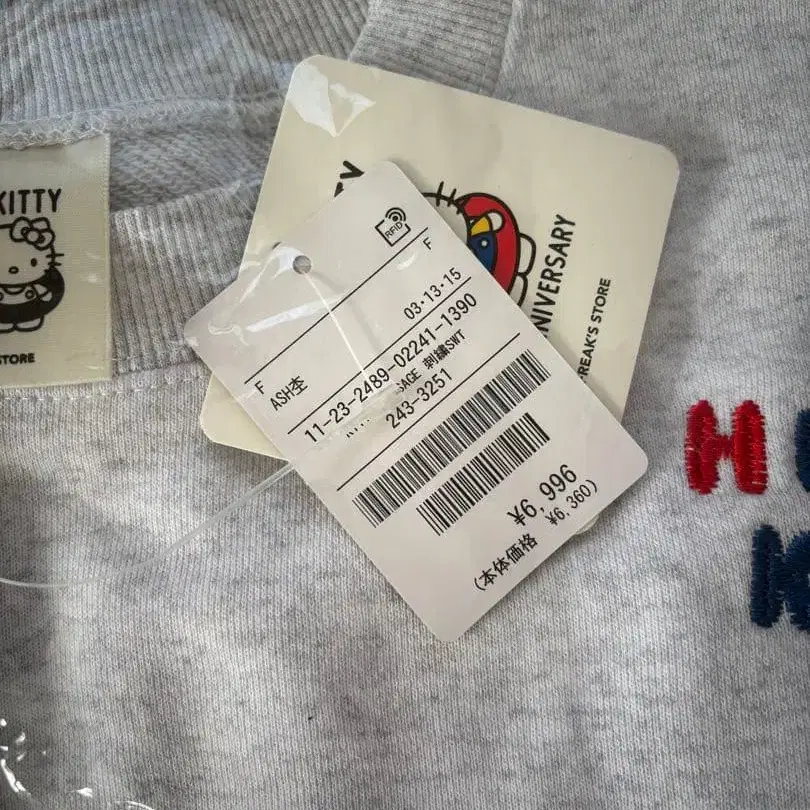 KITTY
STORE
NIVERSARY
REAK'S STORE
RFID
F
03·13·15
F
ASH杢
11-23-2489-02241-1390
SAGE 刺繍SWT
243-3251
¥6,996
(本体価格 ¥6,360)
H